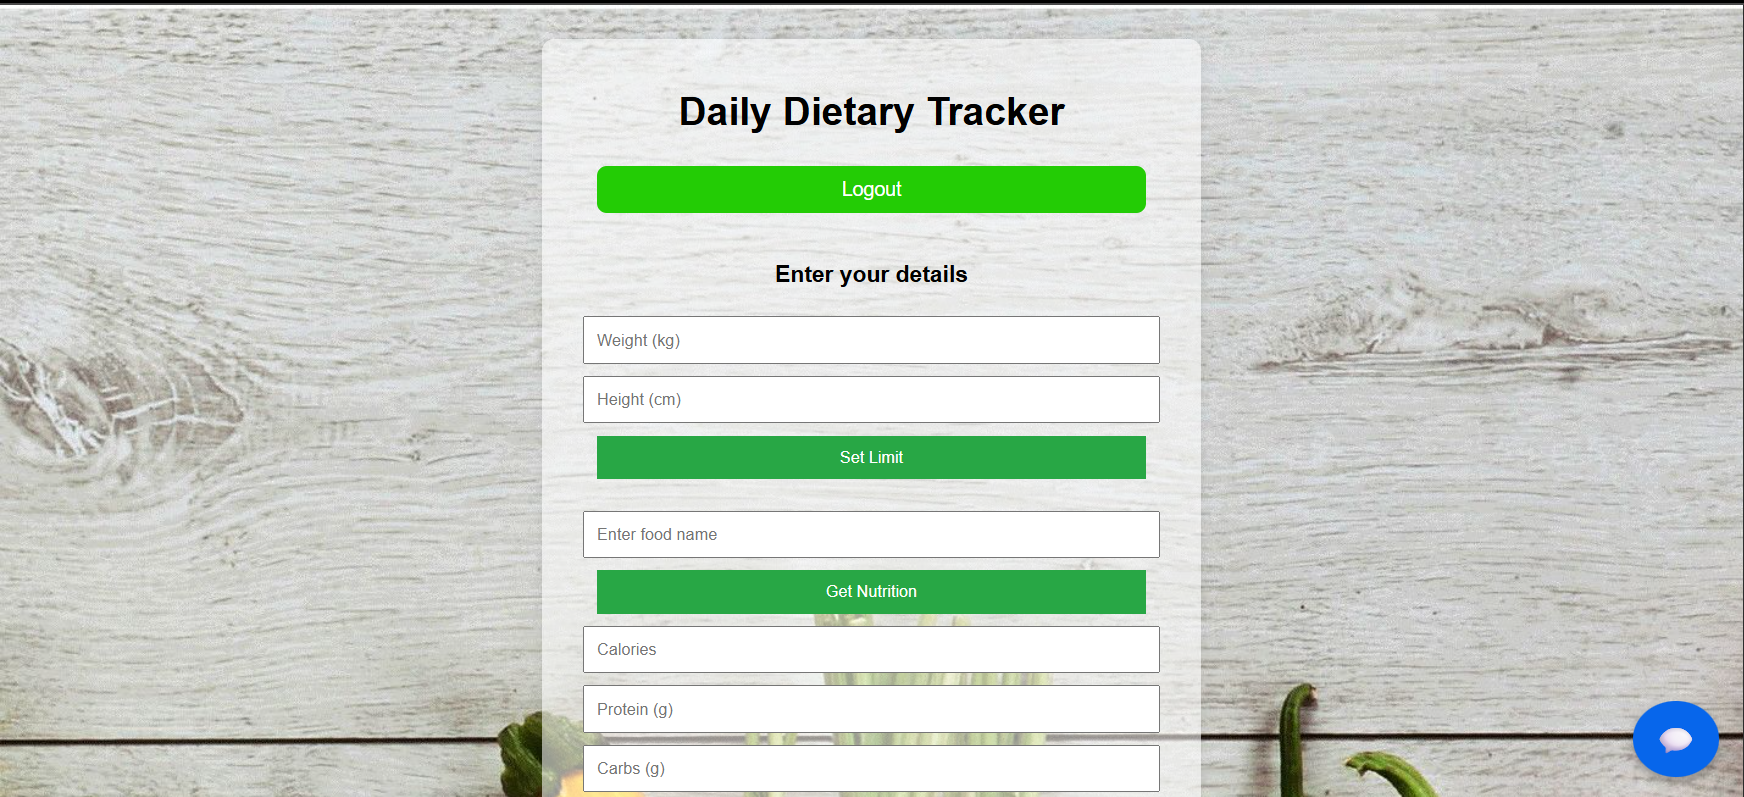 Daily Dietary Tracker
Logout
Enter your details
Weight (kg)
Height (cm)
Set Limit
Enter food name
Get Nutrition
Calories
Protein (g)
Carbs (g)